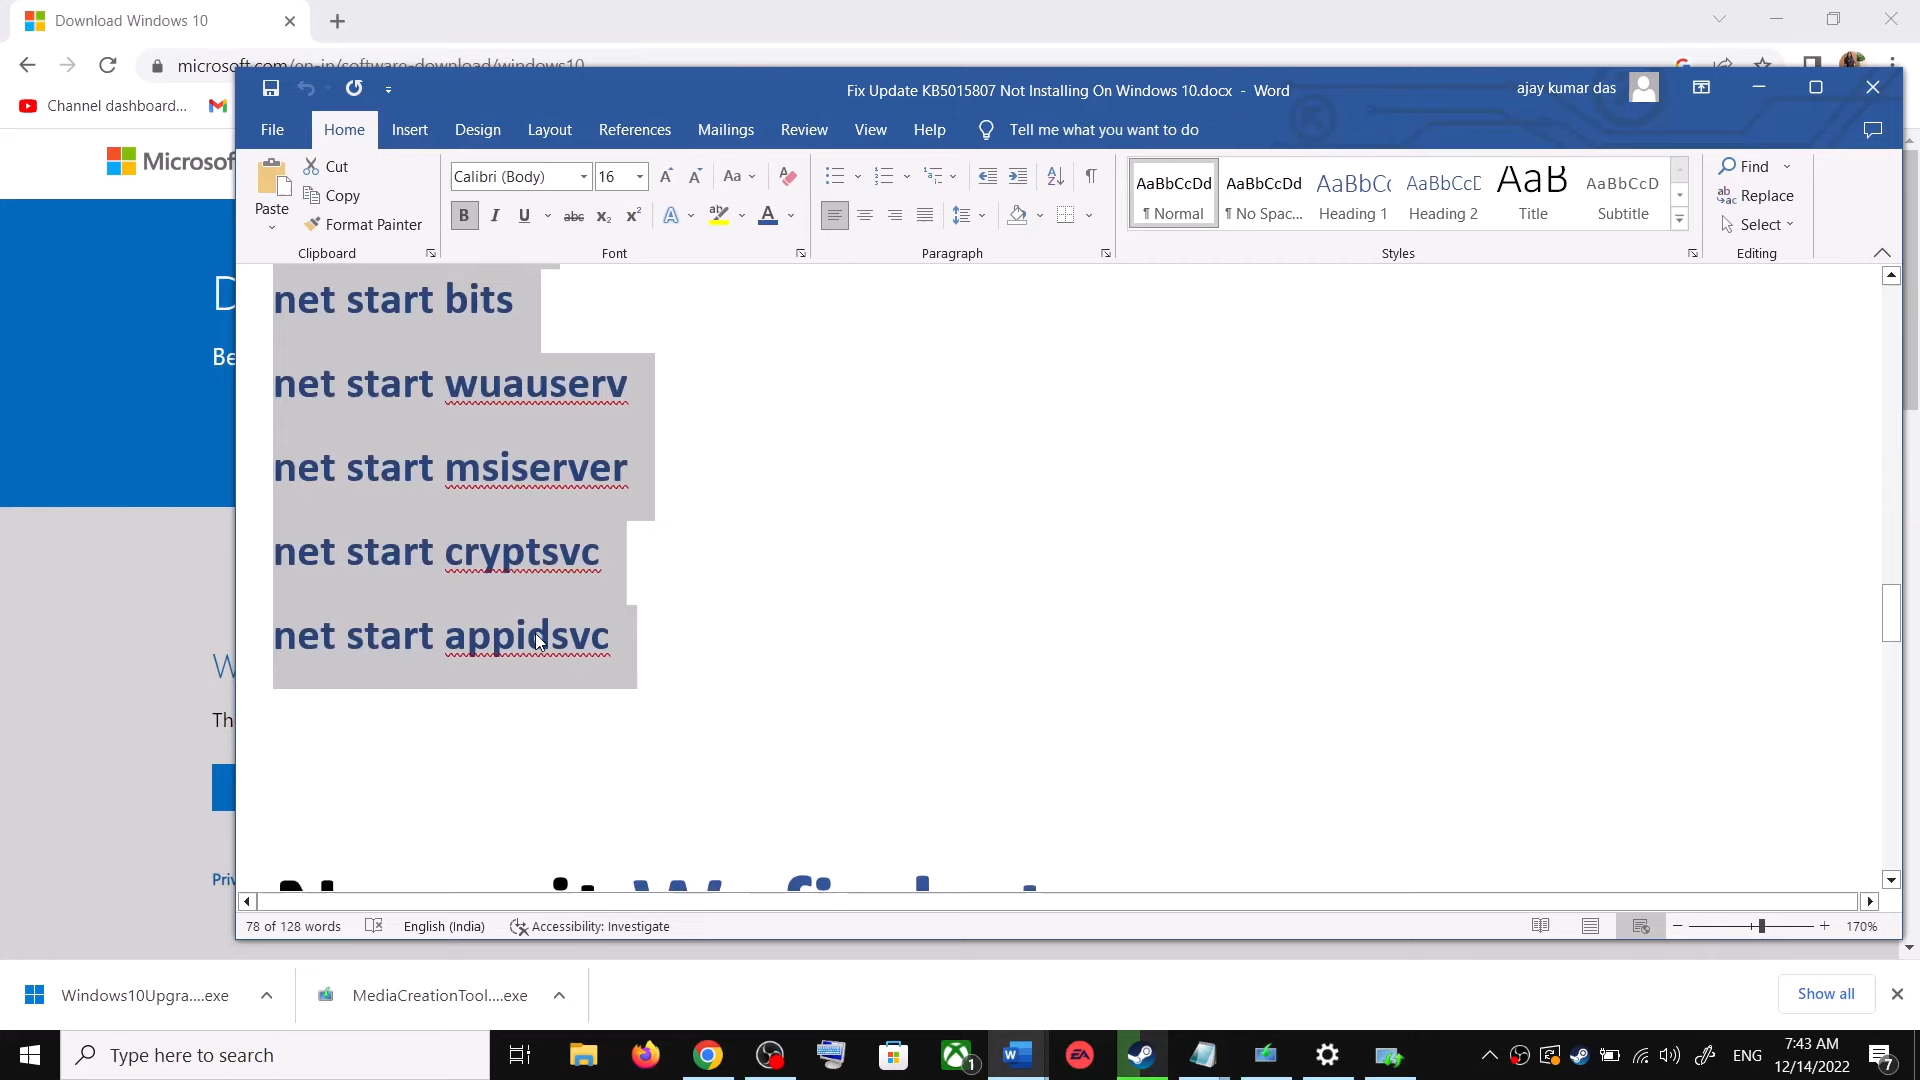 Download Windows 10
microsoft.com/en-in/software-download/windows10
Channel dashboard...
Fix Update KB5015807 Not Installing On Windows 10.docx - Word
ajay kumar das
File Home Insert Design Layout References Mailings Review View Help Tell me what you want to do
Paste
Cut
Copy
Format Painter
Clipboard
Calibri (Body) 16
Font
Paragraph
AaBbCcDd
¶ Normal
AaBbCcDd
¶ No Spac...
AaBbCc
Heading 1
AaBbCcD
Heading 2
AaB
Title
AaBbCcD
Subtitle
Styles
Find
Replace
Select
Editing
Microsof
D
Be
W
Th
Priv
net start bits
net start wuauserv
net start msiserver
net start cryptsvc
net start appidsvc
78 of 128 words English (India) Accessibility: Investigate 170%
Windows10Upgra....exe MediaCreationTool....exe Show all
Type here to search
ENG
7:43 AM
12/14/2022
7